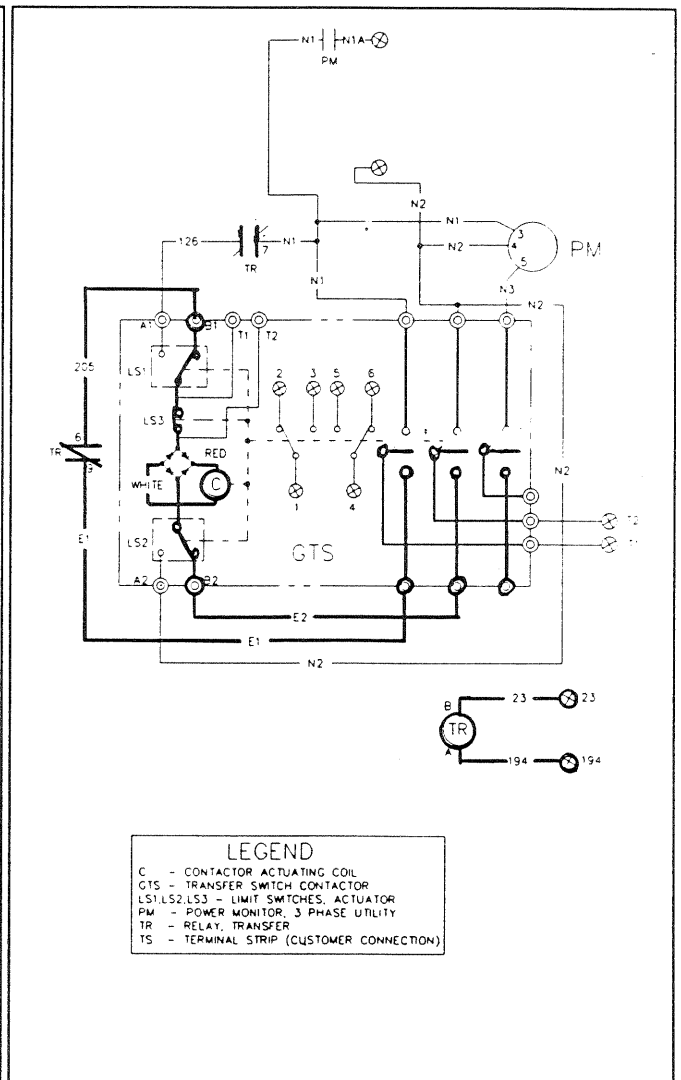 N1 N1A
PM
N2
N1
3
126 N1 N2 4 PM
7
TR 5
N1 N3
N2
A1 B1 T1 T2
205 LS1 2 3 5 6
LS3
6 RED
TR N2
9 WHITE C
1 4
E1 LS2 GTS T2
T1
A2 B2
E2
E1
N2
B 23 23
TR
A 194 194
LEGEND
C - CONTACTOR ACTUATING COIL
GTS - TRANSFER SWITCH CONTACTOR
LS1,LS2,LS3 - LIMIT SWITCHES, ACTUATOR
PM - POWER MONITOR, 3 PHASE UTILITY
TR - RELAY, TRANSFER
TS - TERMINAL STRIP (CUSTOMER CONNECTION)